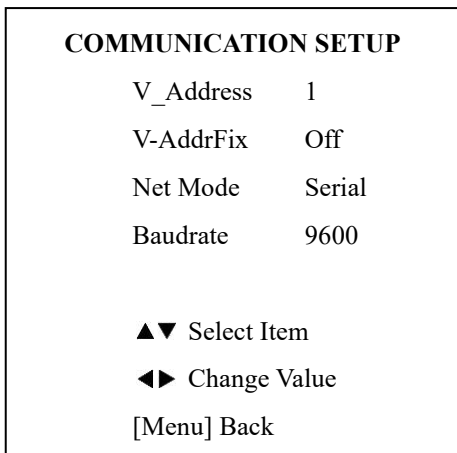 COMMUNICATION SETUP
V_Address 1
V-AddrFix Off
Net Mode Serial
Baudrate 9600
▲▼ Select Item
◀▶ Change Value
[Menu] Back